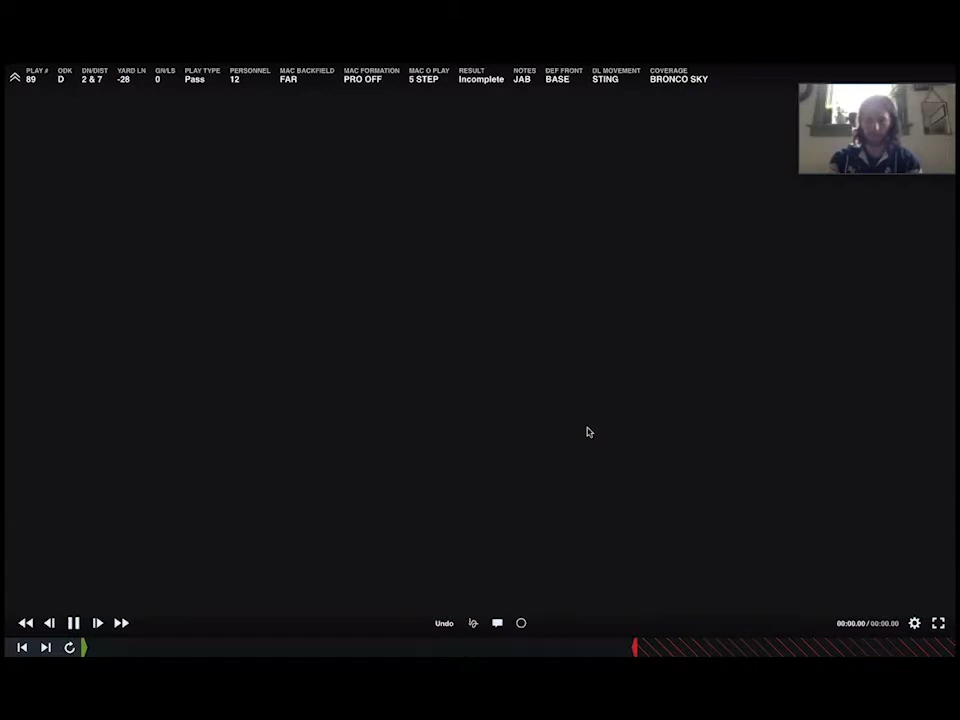 PLAY # ODK DN/DIST YARD LN GN/LS PLAY TYPE PERSONNEL MAC BACKFIELD MAC FORMATION MAC O PLAY RESULT NOTES DEF FRONT DL MOVEMENT COVERAGE
89 D 2 & 7 -28 0 Pass 12 FAR PRO OFF 5 STEP Incomplete JAB BASE STING BRONCO SKY
Undo 00:00.00 / 00:00.00